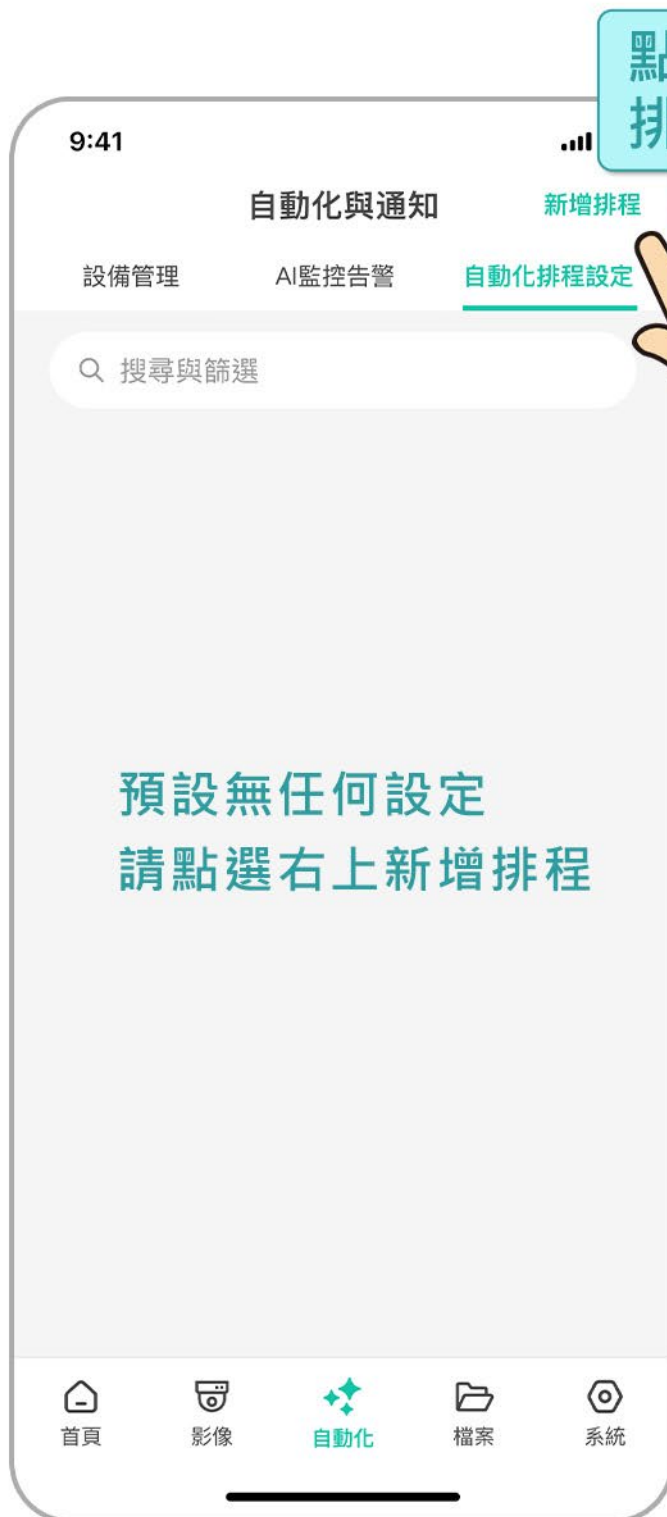 點
排
9:41
自動化與通知
新增排程
設備管理
AI監控告警
自動化排程設定
搜尋與篩選
預設無任何設定
請點選右上新增排程
首頁
影像
自動化
檔案
系統